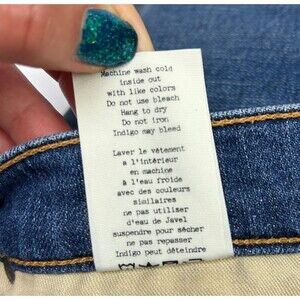 Machine wash cold
inside out
with like colors
Do not use bleach
Hang to dry
Do not iron
Indigo may bleed
Laver le vêtement
à l'intérieur
en machine
à l'eau froide
avec des couleurs
similaires
ne pas utiliser
d'eau de Javel
suspendre pour sécher
ne pas repasser
Indigo peut déteindre